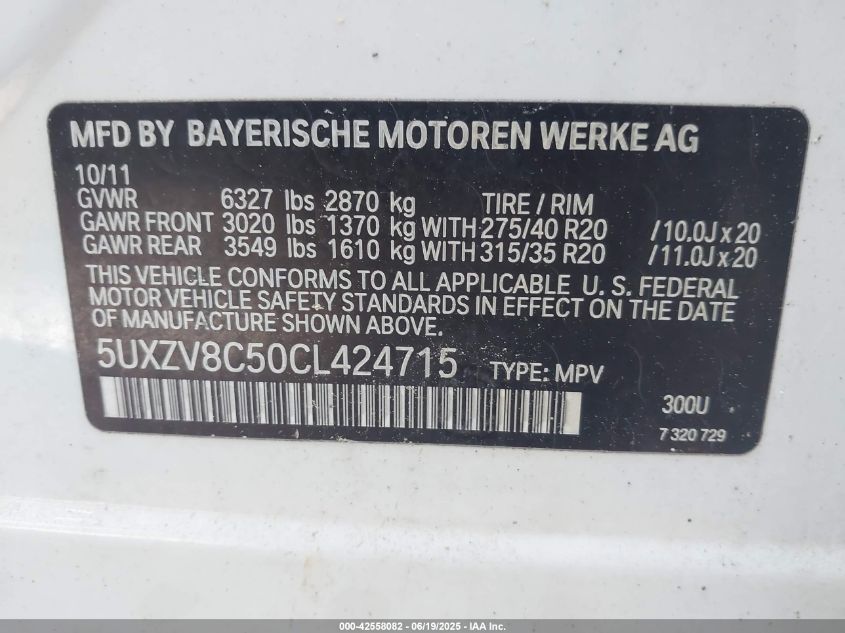 MFD BY BAYERISCHE MOTOREN WERKE AG
10/11
GVWR 6327 lbs 2870 kg TIRE / RIM
GAWR FRONT 3020 lbs 1370 kg WITH 275/40 R20 /10.0J x 20
GAWR REAR 3549 lbs 1610 kg WITH 315/35 R20 /11.0J x 20
THIS VEHICLE CONFORMS TO ALL APPLICABLE U. S. FEDERAL
MOTOR VEHICLE SAFETY STANDARDS IN EFFECT ON THE DATE
OF MANUFACTURE SHOWN ABOVE.
5UXZV8C50CL424715 TYPE: MPV
300U
7 320 729
000-42558082 - 06/19/2025 - IAA Inc.